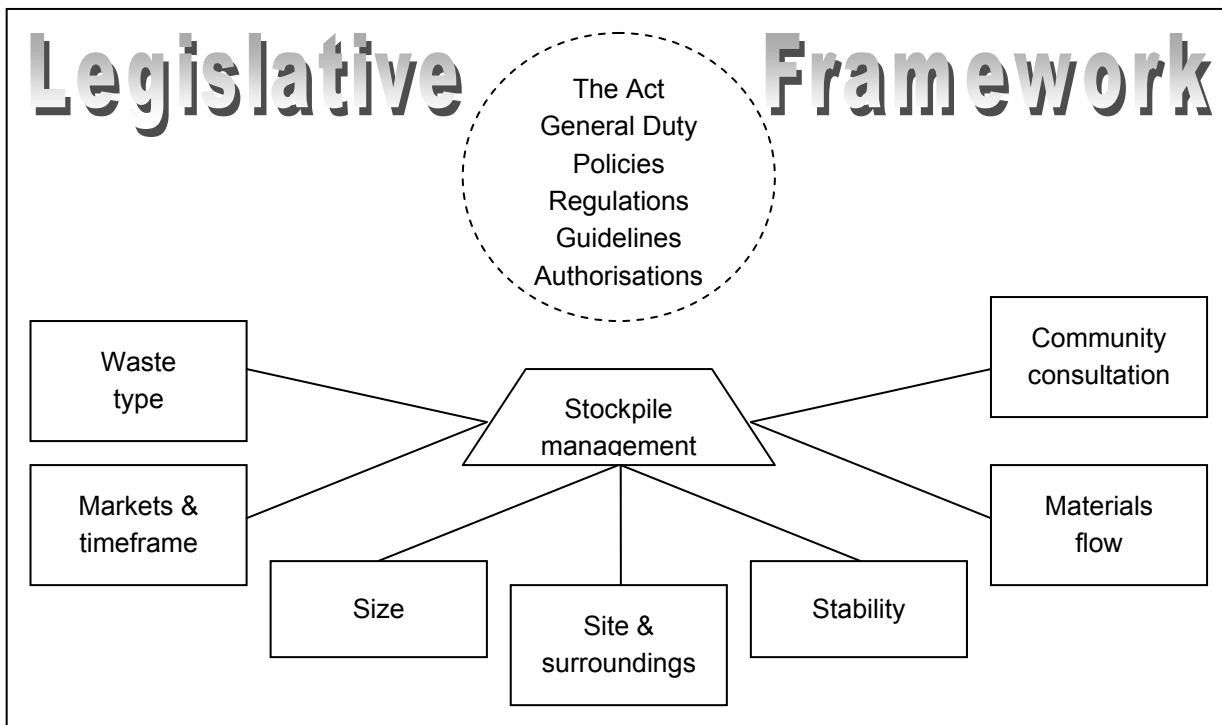 Legislative Framework
The Act
General Duty
Policies
Regulations
Guidelines
Authorisations
Waste
type
Community
consultation
Stockpile
management
Markets &
timeframe
Materials
flow
Size
Site &
surroundings
Stability